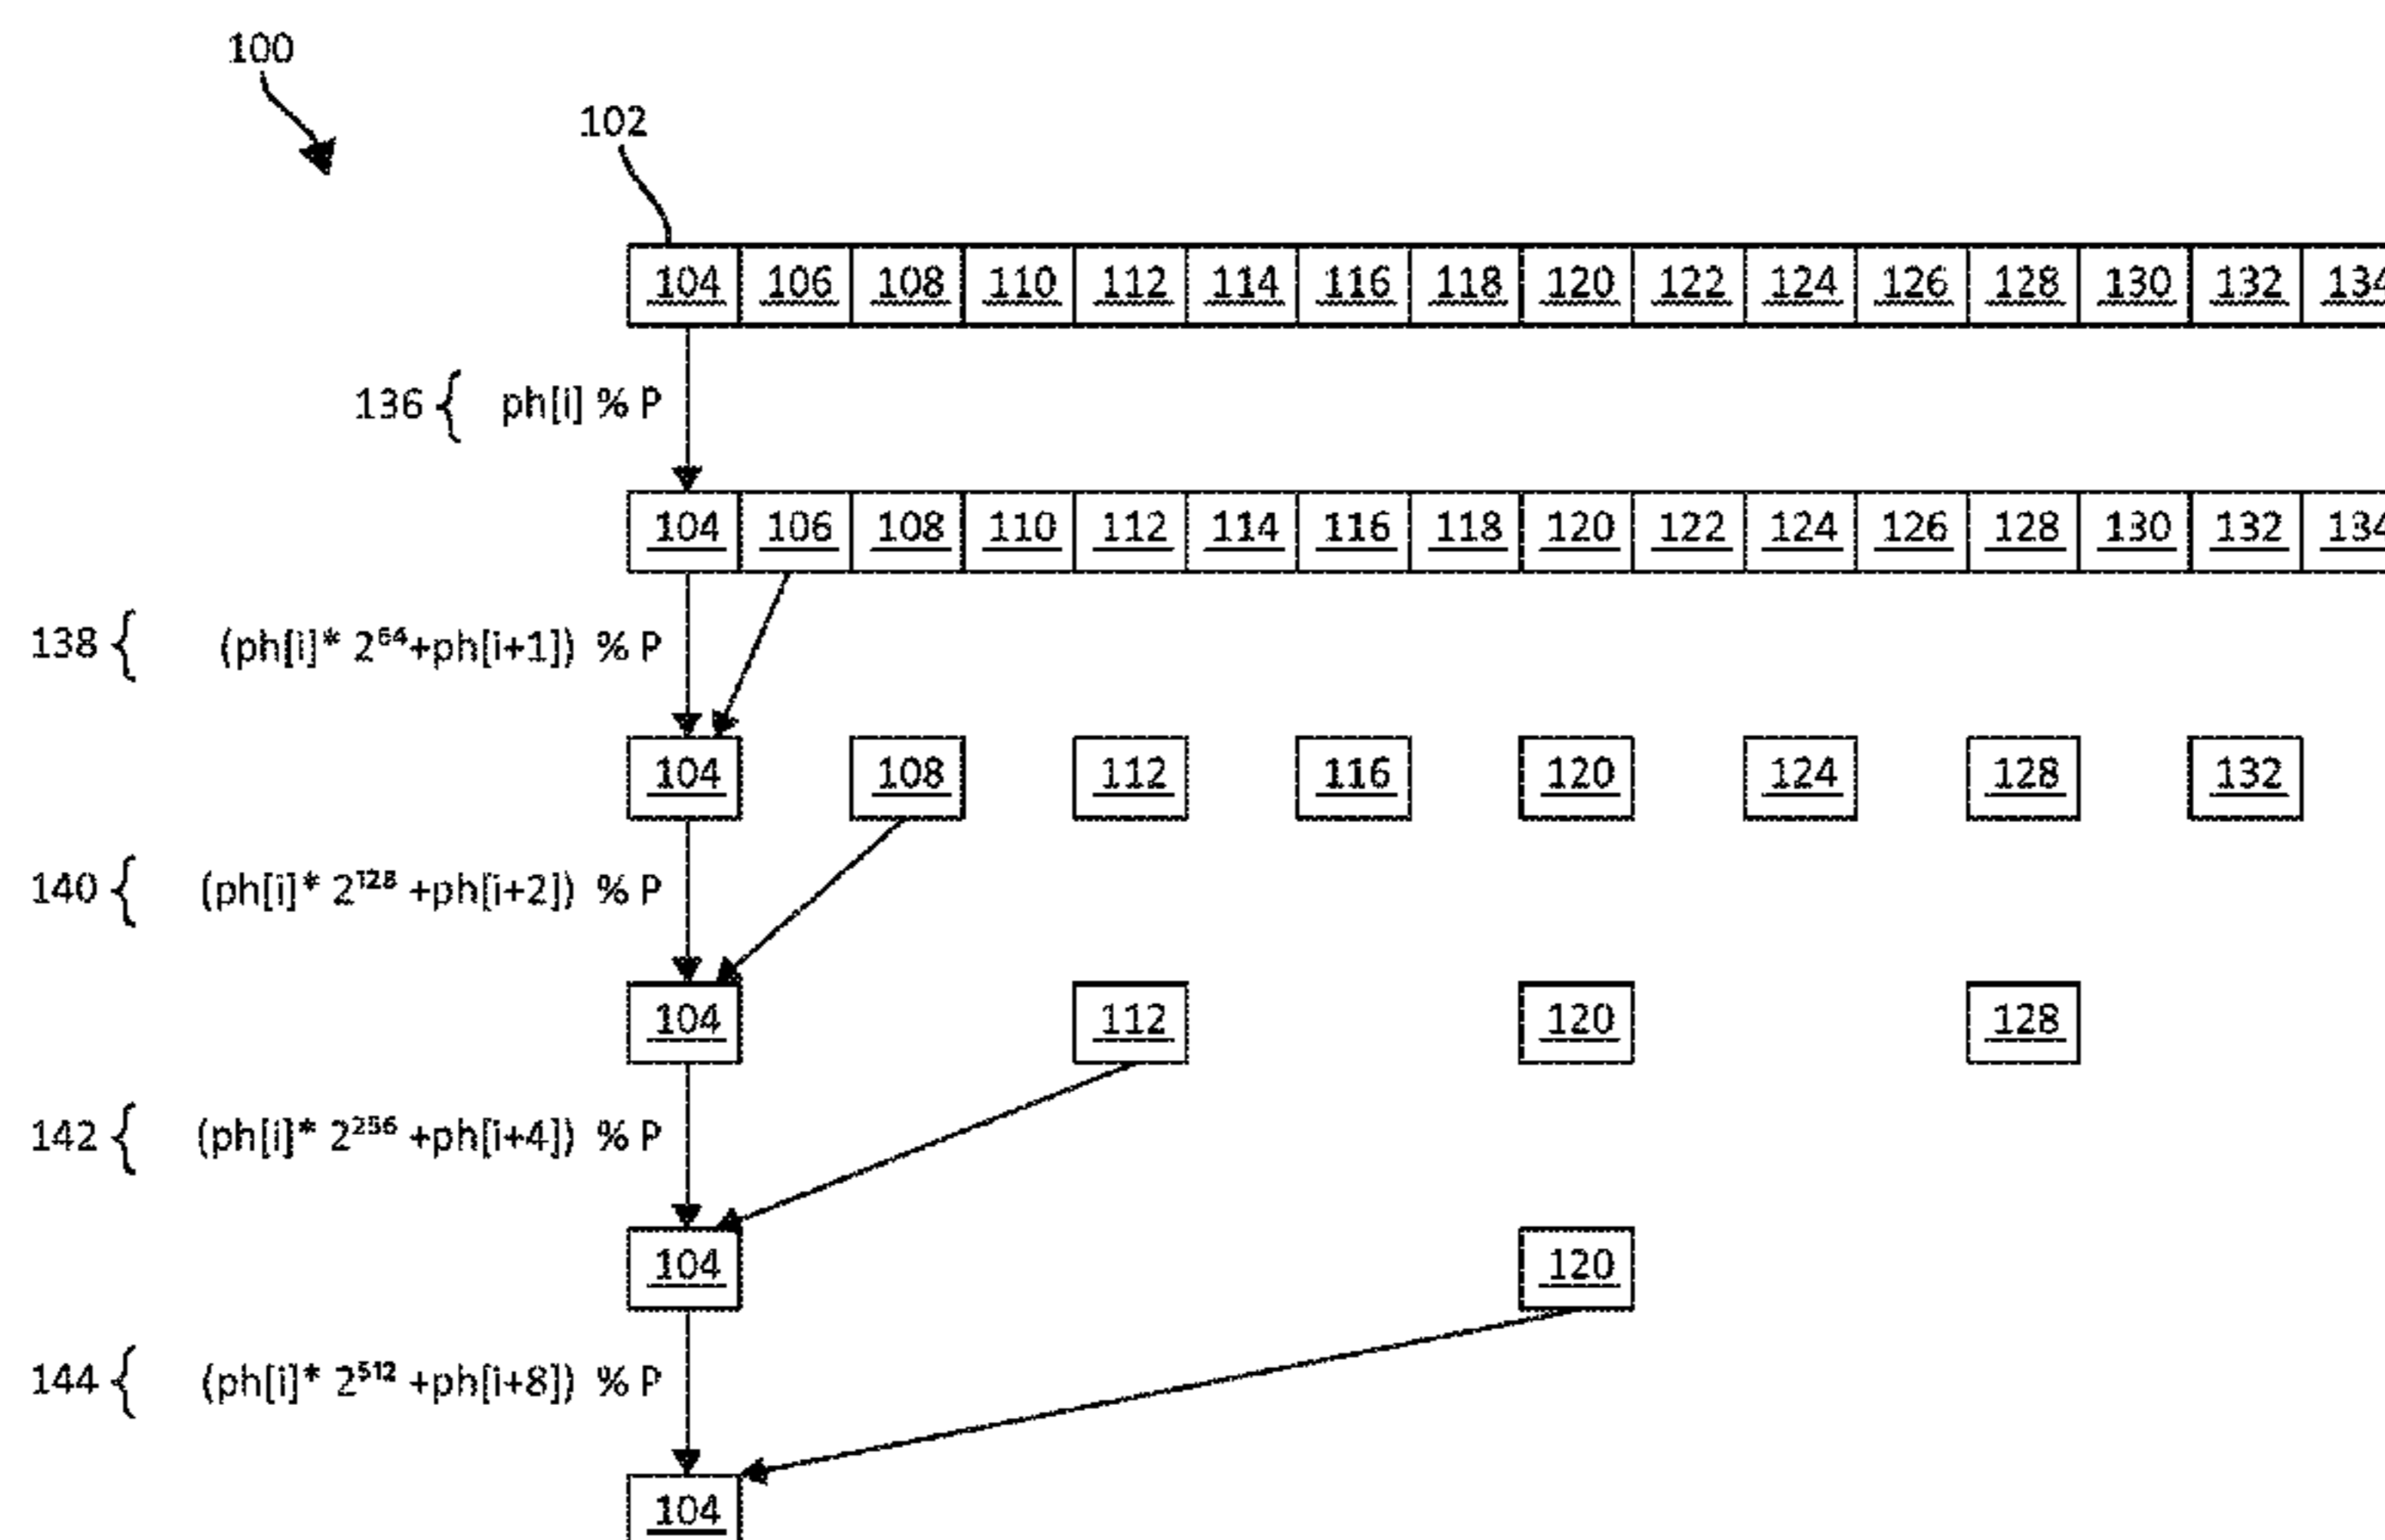 100
102
104 106 108 110 112 114 116 118 120 122 124 126 128 130 132 134
136 { ph[i] % P
104 106 108 110 112 114 116 118 120 122 124 126 128 130 132 134
138 { (ph[i]* 2⁶⁴+ph[i+1]) % P
104 108 112 116 120 124 128 132
140 { (ph[i]* 2¹²⁸ +ph[i+2]) % P
104 112 120 128
142 { (ph[i]* 2²⁵⁶ +ph[i+4]) % P
104 120
144 { (ph[i]* 2⁵¹² +ph[i+8]) % P
104